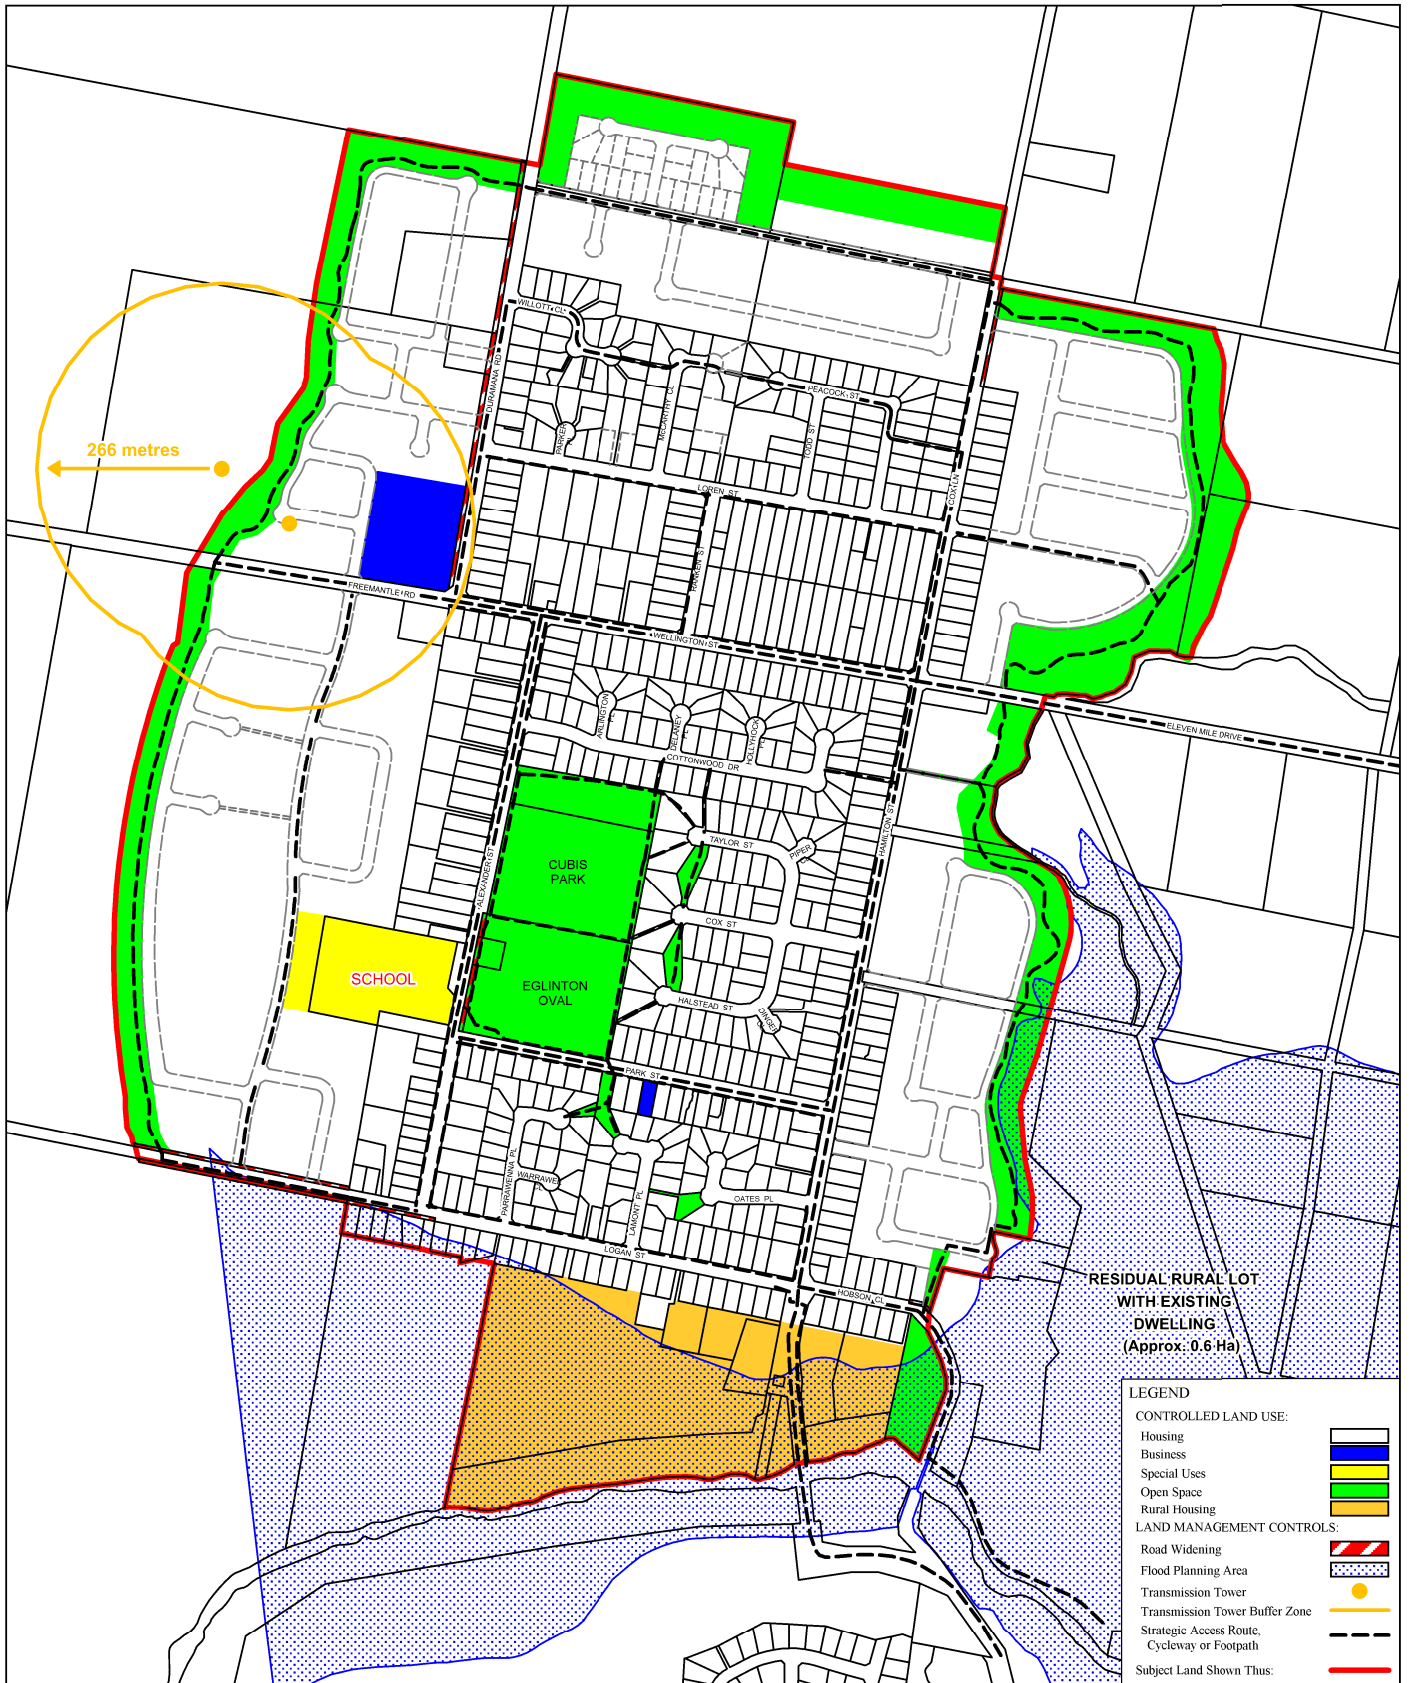 WILLOTT CL
DURAMANA RD
PARKER PL
McCARTHY CL
PEACOCK ST
TODD ST
266 metres
LOREN ST
COX LN
RANKEN ST
FREEMANTLE RD
WELLINGTON ST
ELEVEN MILE DRIVE
ARLINGTON PL
DELANEY PL
HOLLYHOCK PL
COTTONWOOD DR
HAMILTON ST
TAYLOR ST
PIPER
CUBIS
PARK
ALEXANDER ST
COX ST
SCHOOL
EGLINTON
OVAL
HALSTEAD ST
DINGER
PARK ST
PARRAWEENA PL
WARRAWEE
LAMONT PL
OATES PL
LOGAN ST
HOBSON CL
RESIDUAL RURAL LOT
WITH EXISTING
DWELLING
(Approx. 0.6 Ha)
LEGEND
CONTROLLED LAND USE:
Housing
Business
Special Uses
Open Space
Rural Housing
LAND MANAGEMENT CONTROLS:
Road Widening
Flood Planning Area
Transmission Tower
Transmission Tower Buffer Zone
Strategic Access Route,
Cycleway or Footpath
Subject Land Shown Thus: